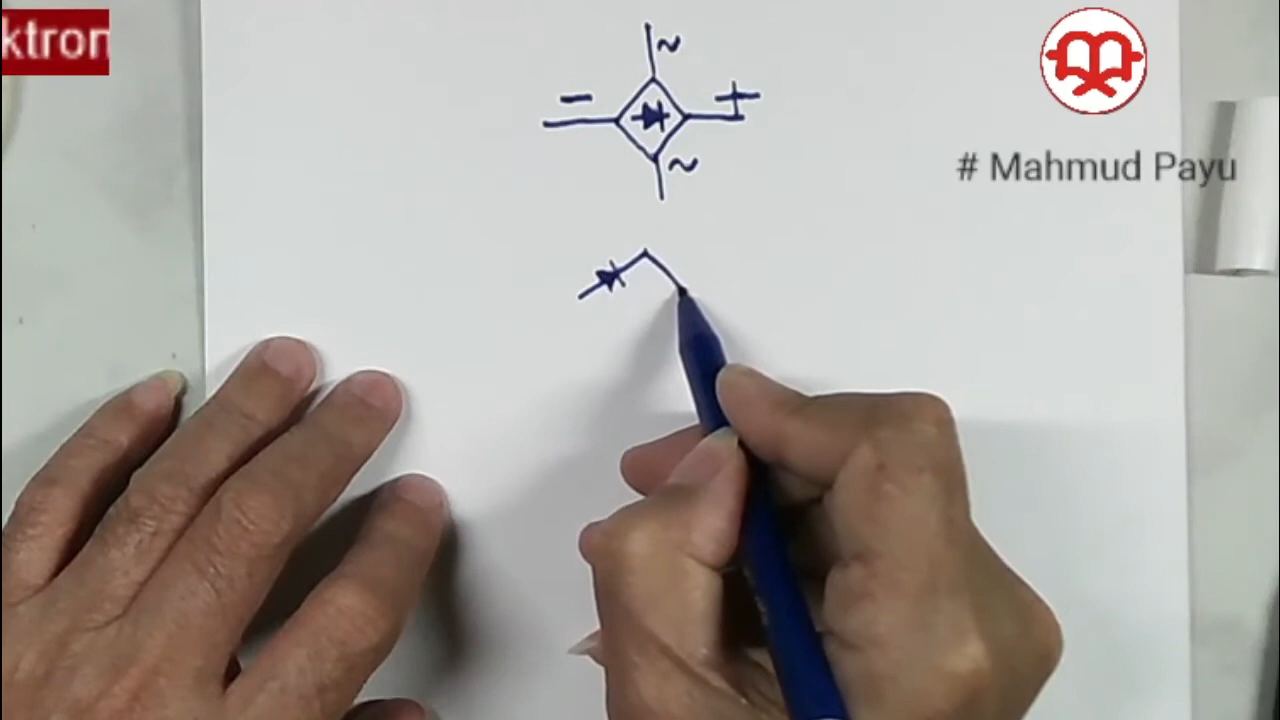 ktron
~
− +
~
# Mahmud Payu